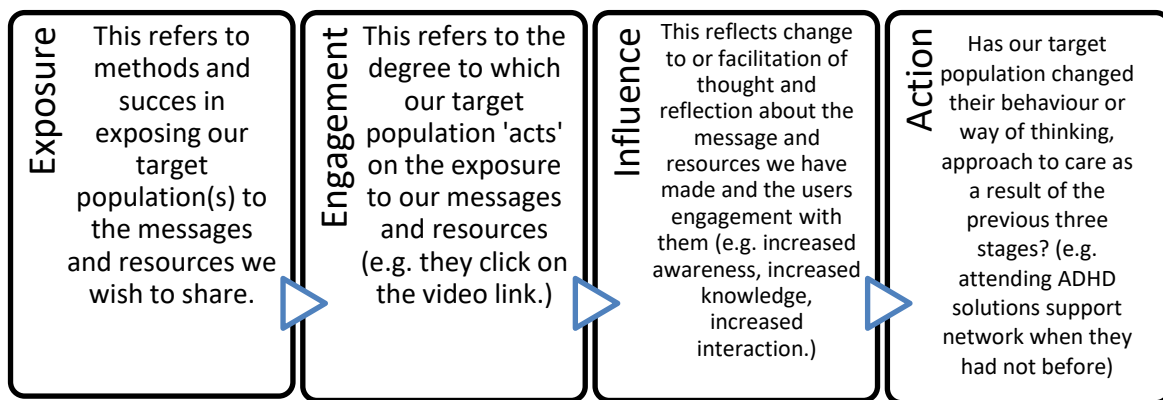 Exposure
This refers to
methods and
succes in
exposing our
target
population(s) to
the messages
and resources we
wish to share.
Engagement
This refers to the
degree to which
our target
population 'acts'
on the exposure
to our messages
and resources
(e.g. they click on
the video link.)
Influence
This reflects change
to or facilitation of
thought and
reflection about the
message and
resources we have
made and the users
engagement with
them (e.g. increased
awareness, increased
knowledge,
increased
interaction.)
Action
Has our target
population changed
their behaviour or
way of thinking,
approach to care as
a result of the
previous three
stages? (e.g.
attending ADHD
solutions support
network when they
had not before)